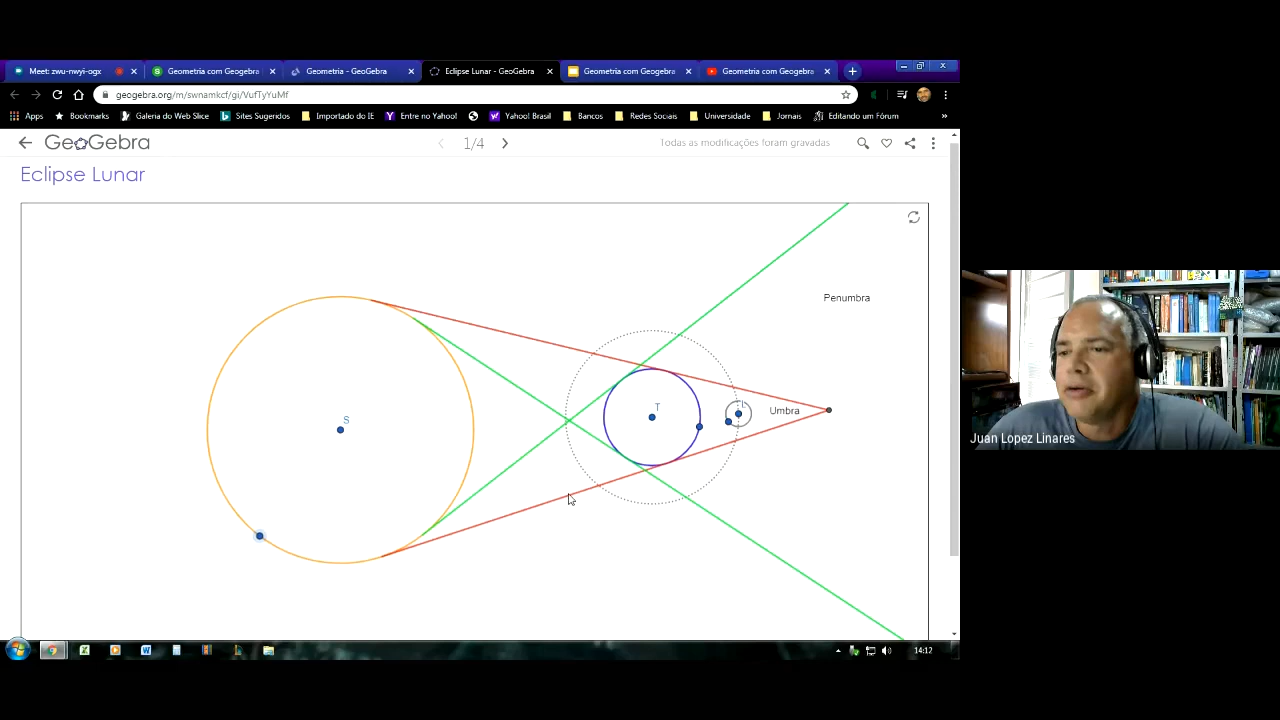 Meet: zwu-nwyi-ogx
Geometria com Geogebra
Geometria - GeoGebra
Eclipse Lunar - GeoGebra
Geometria com Geogebra
Geometria com Geogebra
geogebra.org/m/swnamkcf/gi/VufTyYuMf
Apps
Bookmarks
Galeria do Web Slice
Sites Sugeridos
Importado do IE
Entre no Yahoo!
Yahoo! Brasil
Bancos
Redes Sociais
Universidade
Jornais
Editando um Fórum
»
GeoGebra
1/4
Todas as modificações foram gravadas
Eclipse Lunar
Penumbra
S
T
L
Umbra
Juan Lopez Linares
14:12